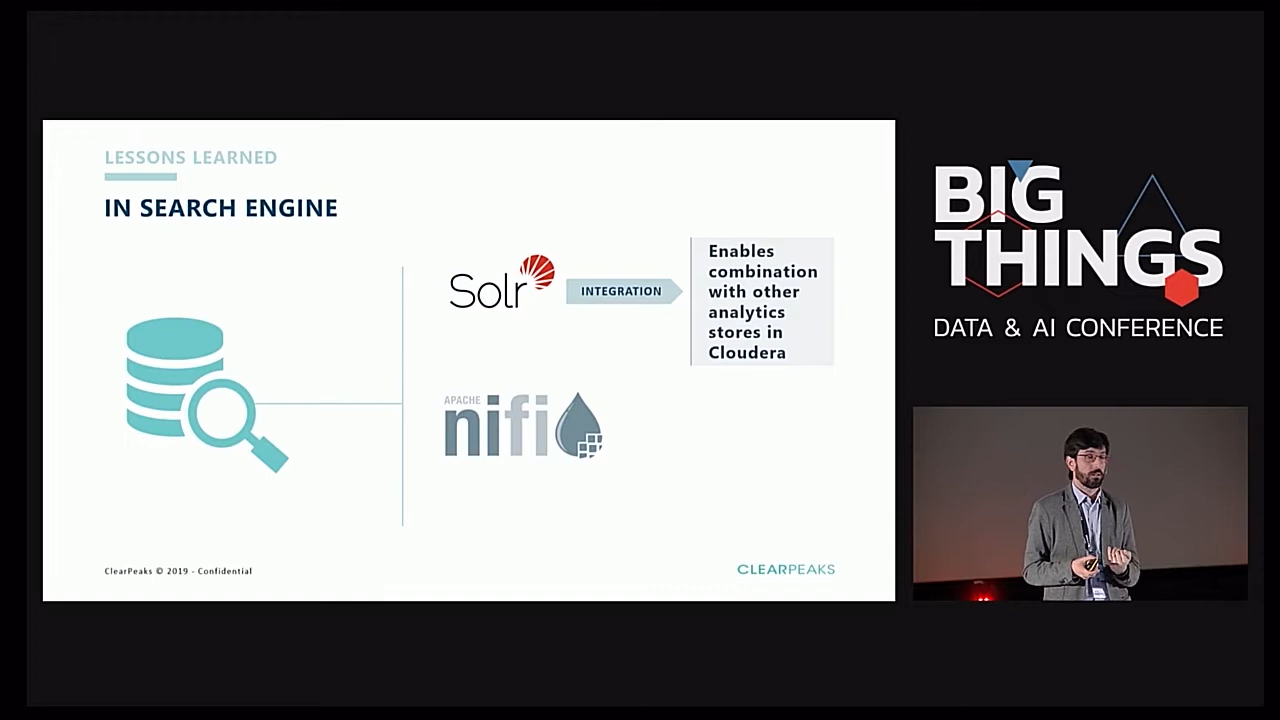 LESSONS LEARNED
IN SEARCH ENGINE
Solr
INTEGRATION
Enables
combination
with other
analytics
stores in
Cloudera
APACHE
nifi
ClearPeaks © 2019 - Confidential
CLEARPEAKS
BIG
THINGS
DATA & AI CONFERENCE